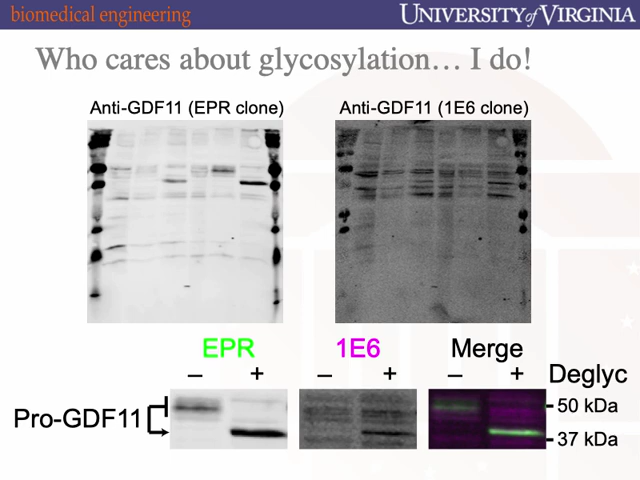 biomedical engineering
UNIVERSITY of VIRGINIA
Who cares about glycosylation… I do!
Anti-GDF11 (EPR clone)
Anti-GDF11 (1E6 clone)
EPR
1E6
Merge
– + – + – + Deglyc
Pro-GDF11
50 kDa
37 kDa